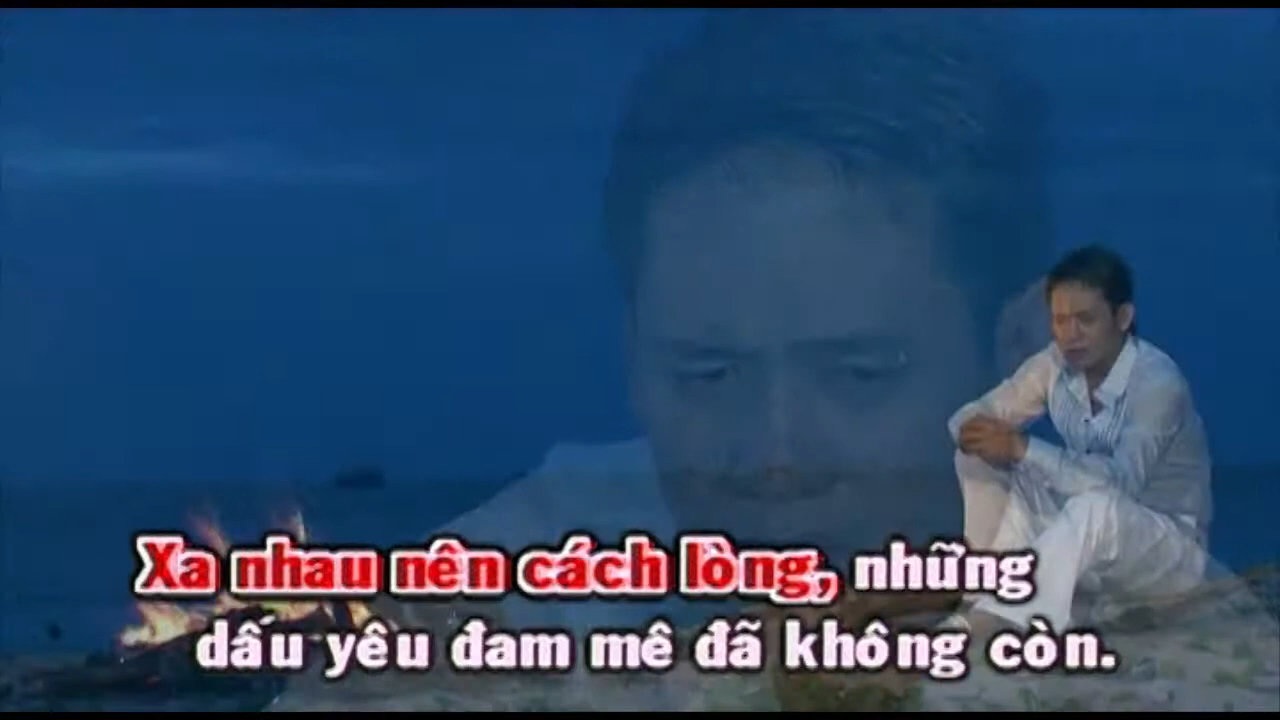 Xa nhau nên cách lòng, những
dấu yêu đam mê đã không còn.